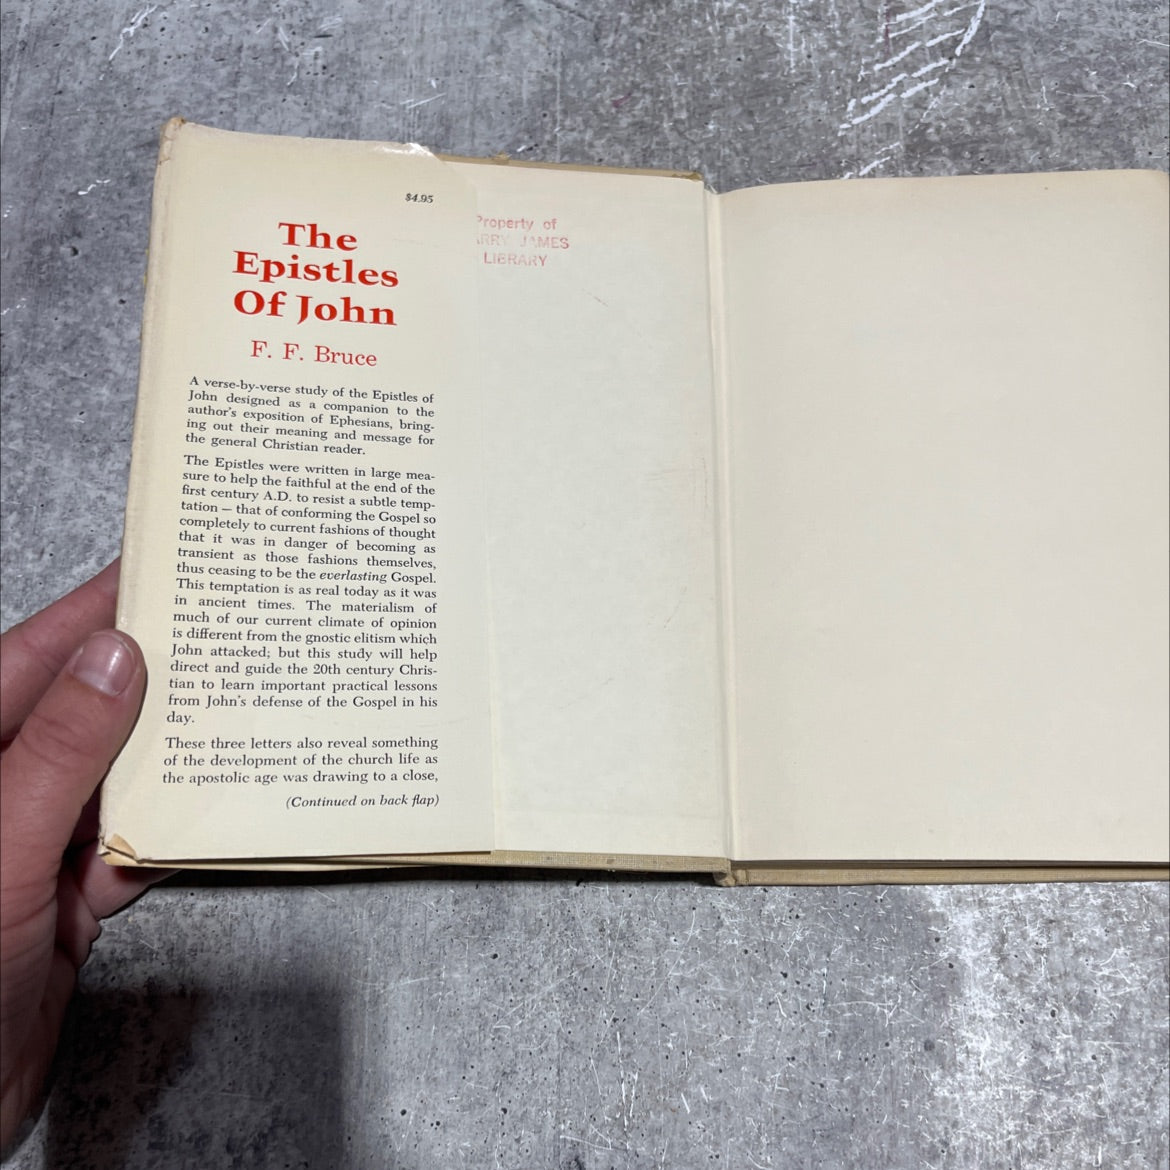 $4.95
The
Epistles
Of John
F. F. Bruce
A verse-by-verse study of the Epistles of
John designed as a companion to the
author's exposition of Ephesians, bring-
ing out their meaning and message for
the general Christian reader.
The Epistles were written in large mea-
sure to help the faithful at the end of the
first century A.D. to resist a subtle temp-
tation — that of conforming the Gospel so
completely to current fashions of thought
that it was in danger of becoming as
transient as those fashions themselves,
thus ceasing to be the everlasting Gospel.
This temptation is as real today as it was
in ancient times. The materialism of
much of our current climate of opinion
is different from the gnostic elitism which
John attacked; but this study will help
direct and guide the 20th century Chris-
tian to learn important practical lessons
from John's defense of the Gospel in his
day.
These three letters also reveal something
of the development of the church life as
the apostolic age was drawing to a close,
(Continued on back flap)
Property of
JAMES
LIBRARY